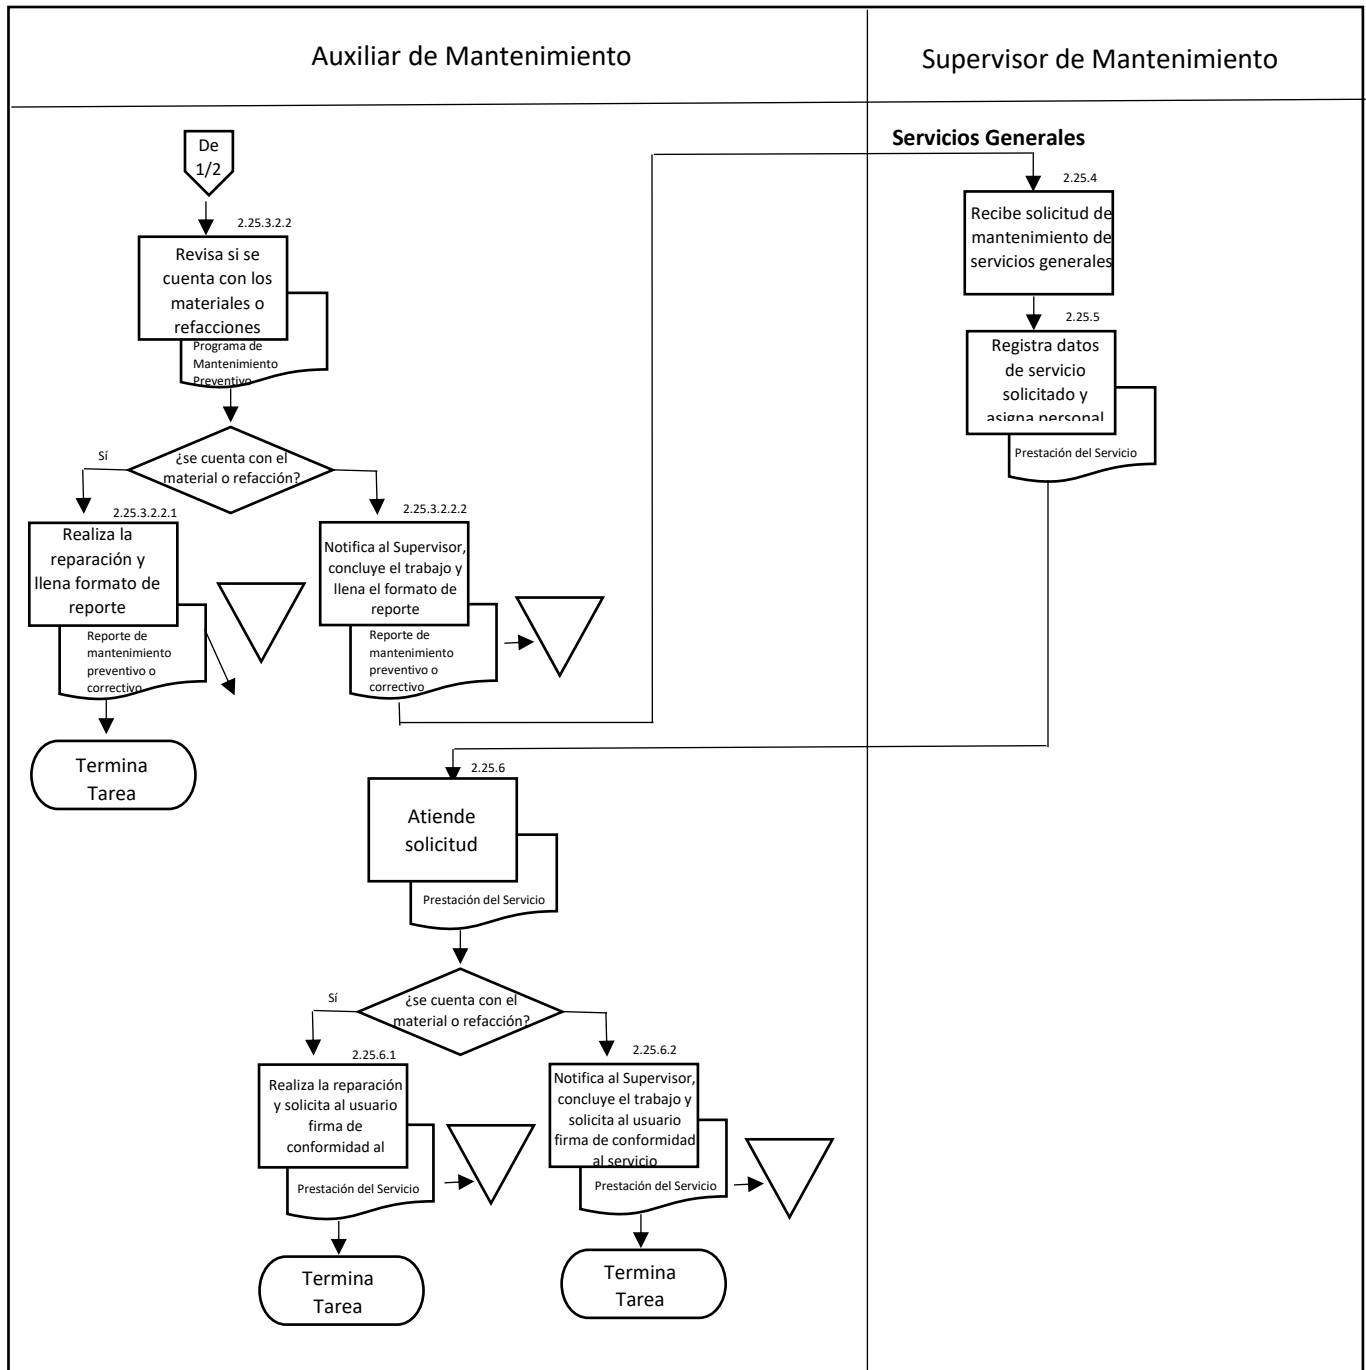 Auxiliar de Mantenimiento
Supervisor de Mantenimiento
De
1/2
2.25.3.2.2
Revisa si se
cuenta con los
materiales o
refacciones
Programa de
Mantenimiento
Preventivo
¿se cuenta con el
material o refacción?
Sí
2.25.3.2.2.1
Realiza la
reparación y
llena formato de
reporte
Reporte de
mantenimiento
preventivo o
correctivo
Termina
Tarea
2.25.3.2.2.2
Notifica al Supervisor,
concluye el trabajo y
llena el formato de
reporte
Reporte de
mantenimiento
preventivo o
correctivo
Servicios Generales
2.25.4
Recibe solicitud de
mantenimiento de
servicios generales
2.25.5
Registra datos
de servicio
solicitado y
asigna personal
Prestación del Servicio
2.25.6
Atiende
solicitud
Prestación del Servicio
¿se cuenta con el
material o refacción?
Sí
2.25.6.1
Realiza la reparación
y solicita al usuario
firma de
conformidad al
Prestación del Servicio
Termina
Tarea
2.25.6.2
Notifica al Supervisor,
concluye el trabajo y
solicita al usuario
firma de conformidad
al servicio
Prestación del Servicio
Termina
Tarea